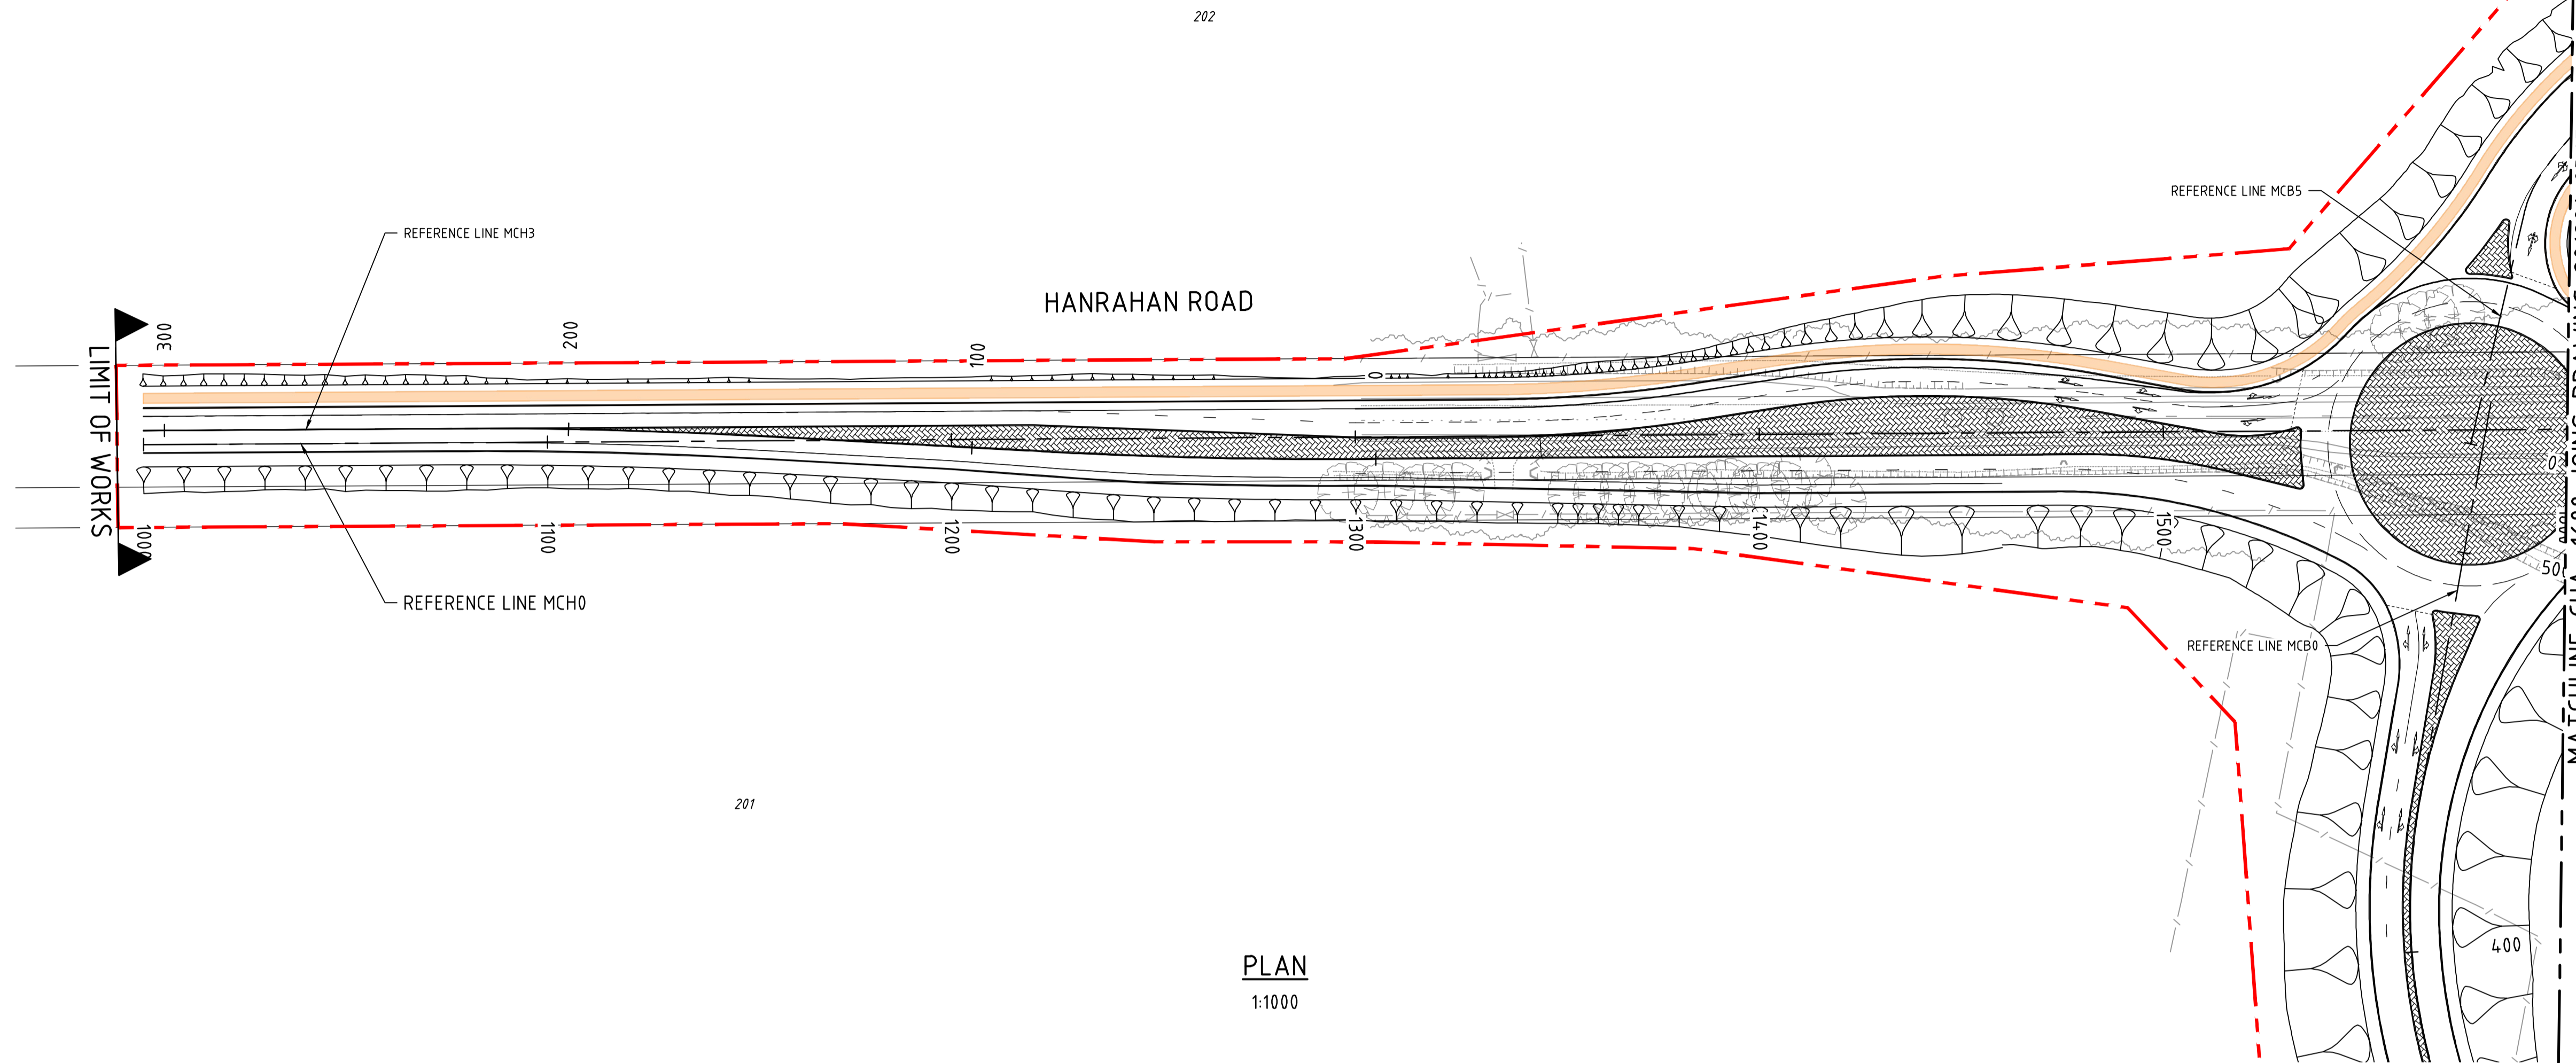 202
REFERENCE LINE MCB5
REFERENCE LINE MCH3
HANRAHAN ROAD
300
200
100
0
LIMIT OF WORKS
1000
1100
1200
1300
1400
1500
0
50
REFERENCE LINE MCH0
REFERENCE LINE MCB0
201
400
PLAN
1:1000